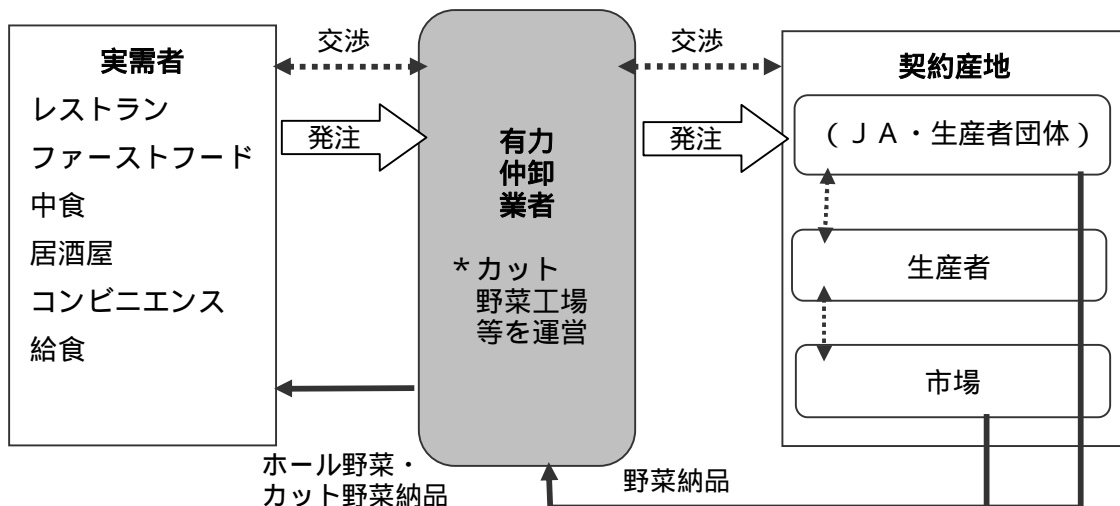 実需者
レストラン
ファーストフード
中食
居酒屋
コンビニエンス
給食
交渉
発注
有力
仲卸
業者
＊カット
野菜工場
等を運営
交渉
発注
契約産地
（ＪＡ・生産者団体）
生産者
市場
ホール野菜・
カット野菜納品
野菜納品